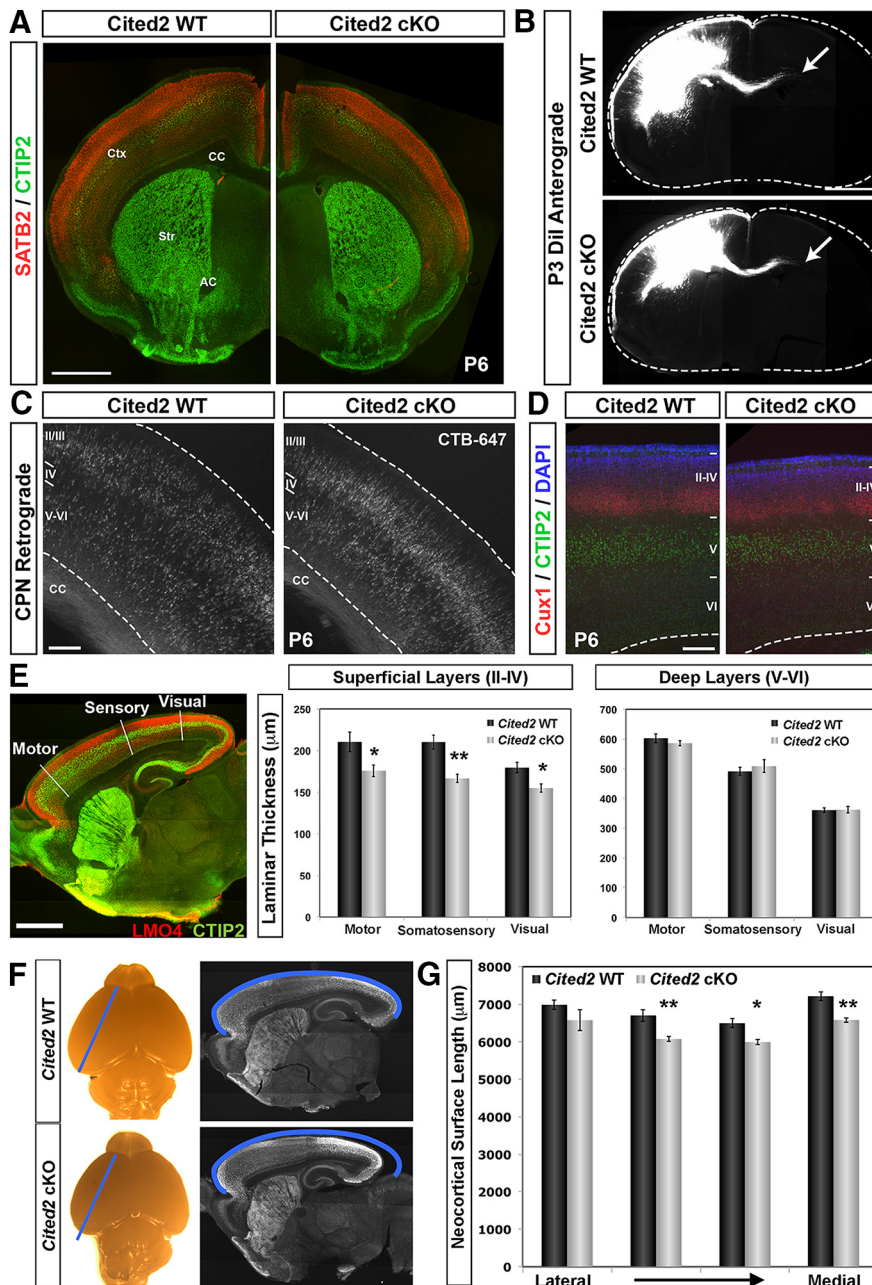 A
Cited2 WT
Cited2 cKO
SATB2 / CTIP2
Ctx
CC
Str
AC
P6
B
P3 DiI Anterograde
Cited2 WT
Cited2 cKO
C
Cited2 WT
Cited2 cKO
CPN Retrograde
II/III
IV
V-VI
CC
II/III
IV
V-VI
CC
CTB-647
P6
D
Cited2 WT
Cited2 cKO
Cux1 / CTIP2 / DAPI
II-IV
V
VI
II-IV
P6
E
Motor
Sensory
Visual
LMO4 CTIP2
Superficial Layers (II-IV)
Laminar Thickness (μm)
250
200
150
100
50
0
Cited2 WT
Cited2 cKO
*
**
*
Motor
Somatosensory
Visual
Deep Layers (V-VI)
700
600
500
400
300
200
100
0
Cited2 WT
Cited2 cKO
Motor
Somatosensory
Visual
F
Cited2 WT
Cited2 cKO
G
Neocortical Surface Length (μm)
8000
7000
6000
5000
4000
3000
2000
1000
0
Cited2 WT
Cited2 cKO
**
*
**
Lateral
Medial